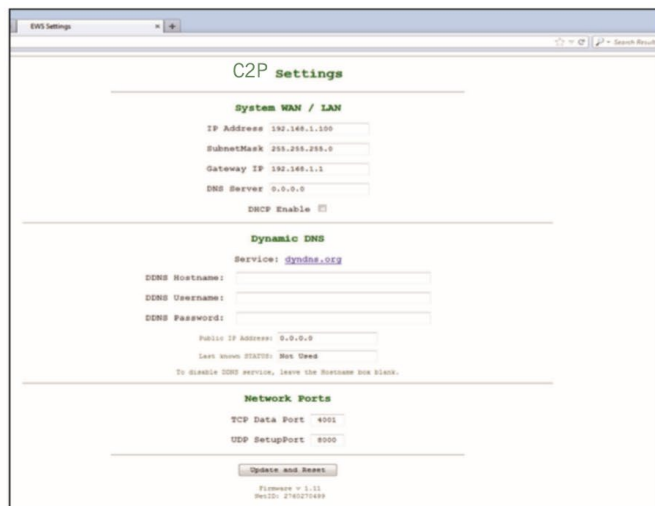 EWS Settings
Search Results
C2P Settings
System WAN / LAN
IP Address 192.168.1.100
SubnetMask 255.255.255.0
Gateway IP 192.168.1.1
DNS Server 0.0.0.0
DHCP Enable
Dynamic DNS
Service: dyndns.org
DDNS Hostname:
DDNS Username:
DDNS Password:
Public IP Address: 0.0.0.0
Last known STATUS: Not Used
To disable DDNS service, leave the Hostname box blank.
Network Ports
TCP Data Port 4001
UDP SetupPort 8000
Update and Reset
Firmware v 1.11
NetID: 2760270499